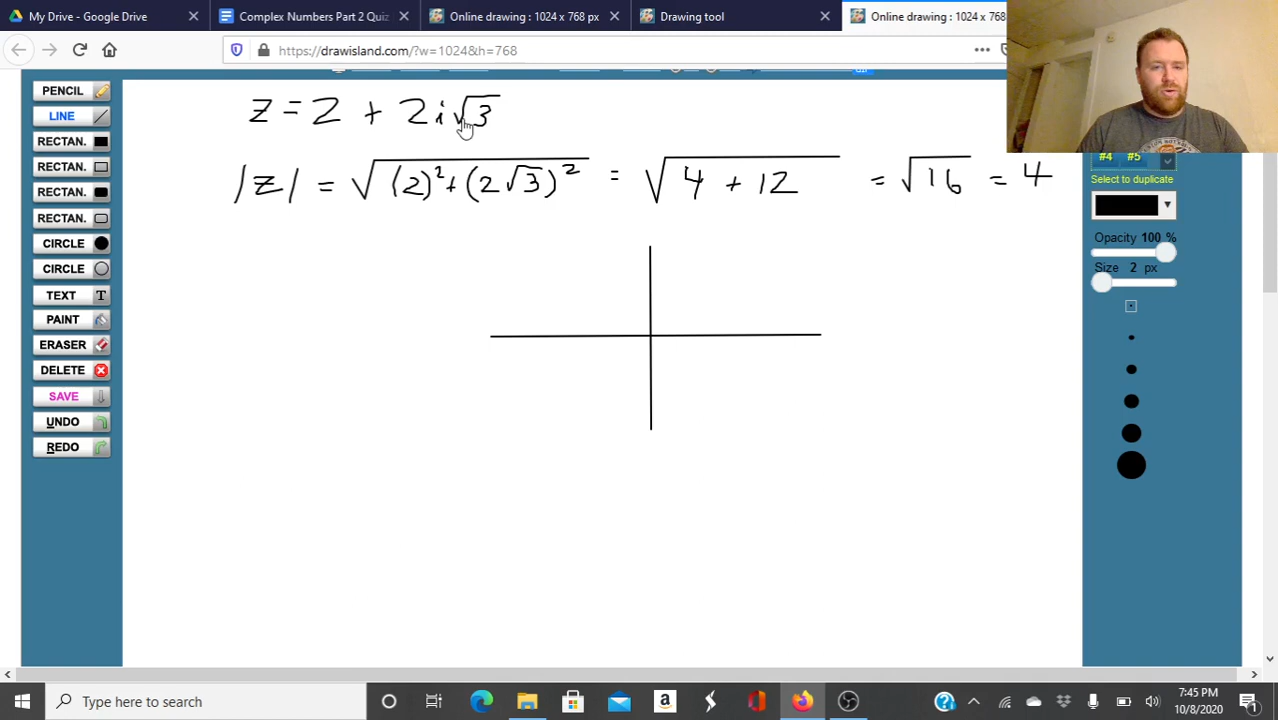 My Drive - Google Drive
Complex Numbers Part 2 Quiz
Online drawing : 1024 x 768 px
Drawing tool
Online drawing : 1024 x 768
https://drawisland.com/?w=1024&h=768
z = 2 + 2i√3
|z| = √((2)² + (2√3)²) = √(4 + 12) = √16 = 4
PENCIL
LINE
RECTAN.
RECTAN.
RECTAN.
RECTAN.
CIRCLE
CIRCLE
TEXT T
PAINT
ERASER
DELETE
SAVE
UNDO
REDO
#4 #5
Select to duplicate
Opacity 100 %
Size 2 px
Type here to search
7:45 PM
10/8/2020